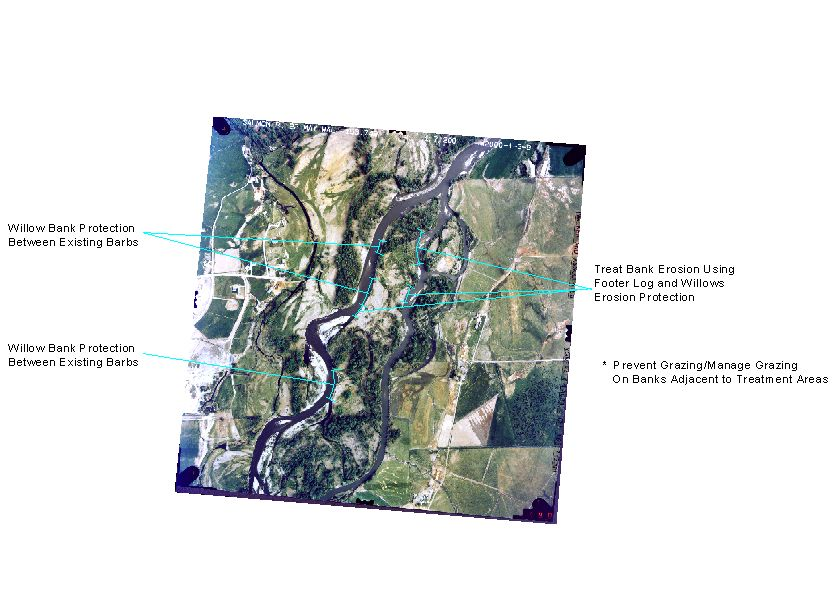 Willow Bank Protection
Between Existing Barbs
Treat Bank Erosion Using
Footer Log and Willows
Erosion Protection
Willow Bank Protection
Between Existing Barbs
* Prevent Grazing/Manage Grazing
On Banks Adjacent to Treatment Areas